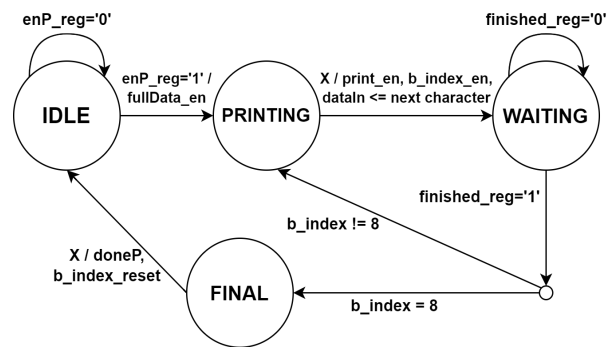 enP_reg='0'
finished_reg='0'
enP_reg='1' /
fullData_en
X / print_en, b_index_en,
dataIn <= next character
IDLE
PRINTING
WAITING
finished_reg='1'
b_index != 8
X / doneP,
b_index_reset
FINAL
b_index = 8